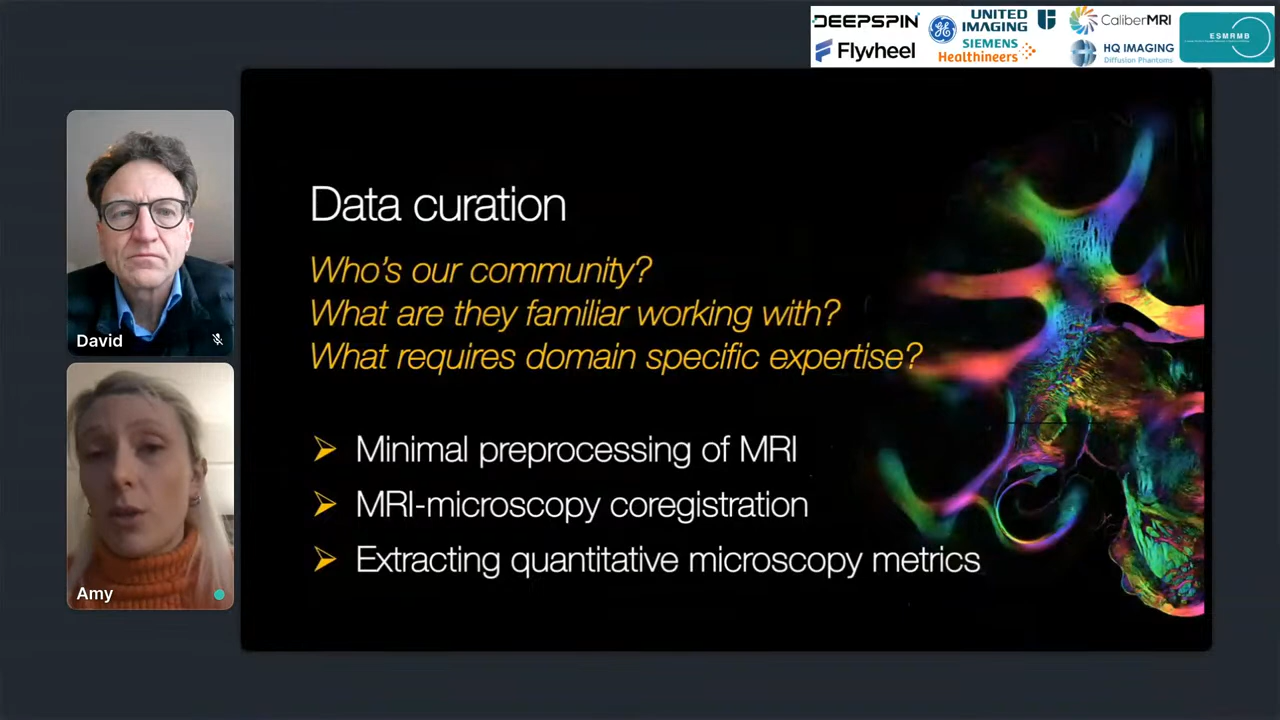 DEEPSPIN
UNITED
IMAGING
CaliberMRI
ESMRMB
Flywheel
SIEMENS
Healthineers
HQ IMAGING
Diffusion Phantoms
Data curation
Who's our community?
What are they familiar working with?
What requires domain specific expertise?
Minimal preprocessing of MRI
MRI-microscopy coregistration
Extracting quantitative microscopy metrics
David
Amy